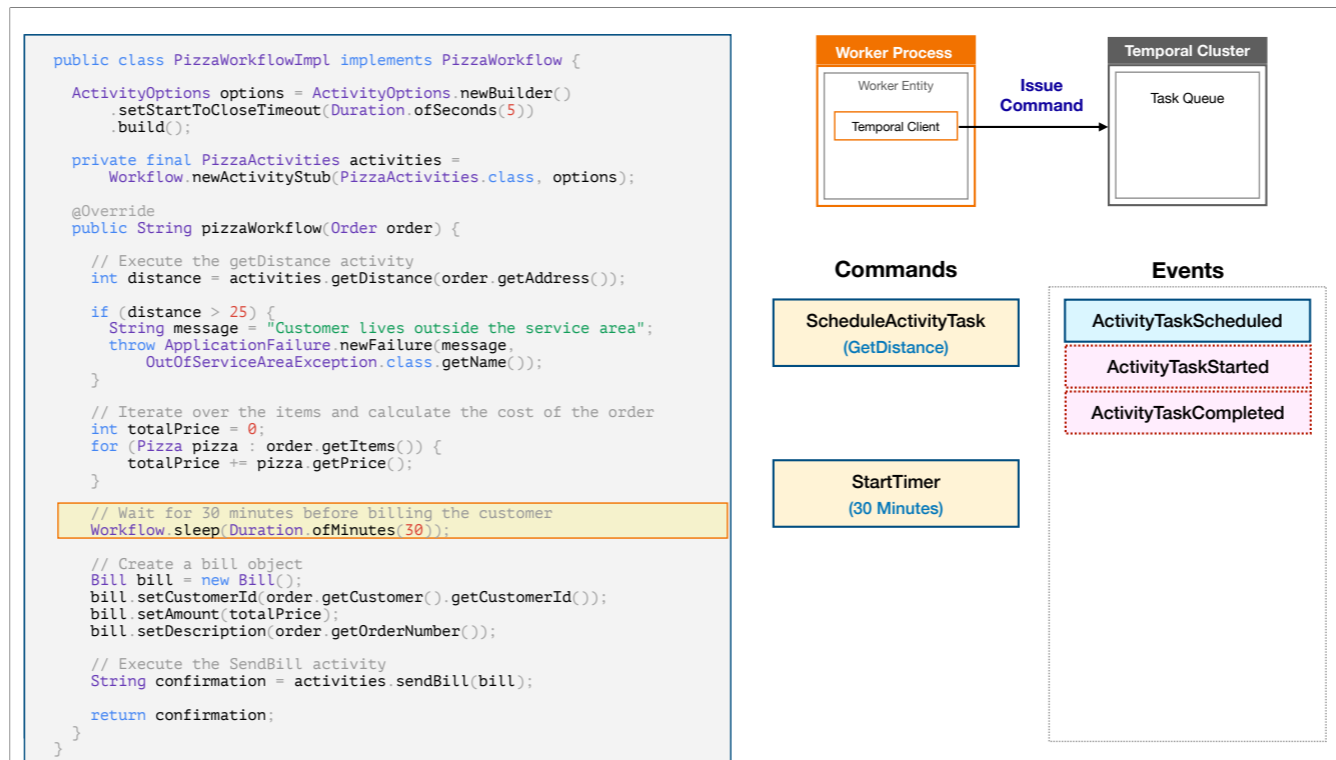 public class PizzaWorkflowImpl implements PizzaWorkflow {
ActivityOptions options = ActivityOptions.newBuilder()
.setStartToCloseTimeout(Duration.ofSeconds(5))
.build();
private final PizzaActivities activities =
Workflow.newActivityStub(PizzaActivities.class, options);
@Override
public String pizzaWorkflow(Order order) {
// Execute the getDistance activity
int distance = activities.getDistance(order.getAddress());
if (distance > 25) {
String message = "Customer lives outside the service area";
throw ApplicationFailure.newFailure(message,
OutOfServiceAreaException.class.getName());
}
// Iterate over the items and calculate the cost of the order
int totalPrice = 0;
for (Pizza pizza : order.getItems()) {
totalPrice += pizza.getPrice();
}
// Wait for 30 minutes before billing the customer
Workflow.sleep(Duration.ofMinutes(30));
// Create a bill object
Bill bill = new Bill();
bill.setCustomerId(order.getCustomer().getCustomerId());
bill.setAmount(totalPrice);
bill.setDescription(order.getOrderNumber());
// Execute the SendBill activity
String confirmation = activities.sendBill(bill);
return confirmation;
}
}
Worker Process
Worker Entity
Temporal Client
Issue
Command
Temporal Cluster
Task Queue
Commands
ScheduleActivityTask
(GetDistance)
StartTimer
(30 Minutes)
Events
ActivityTaskScheduled
ActivityTaskStarted
ActivityTaskCompleted